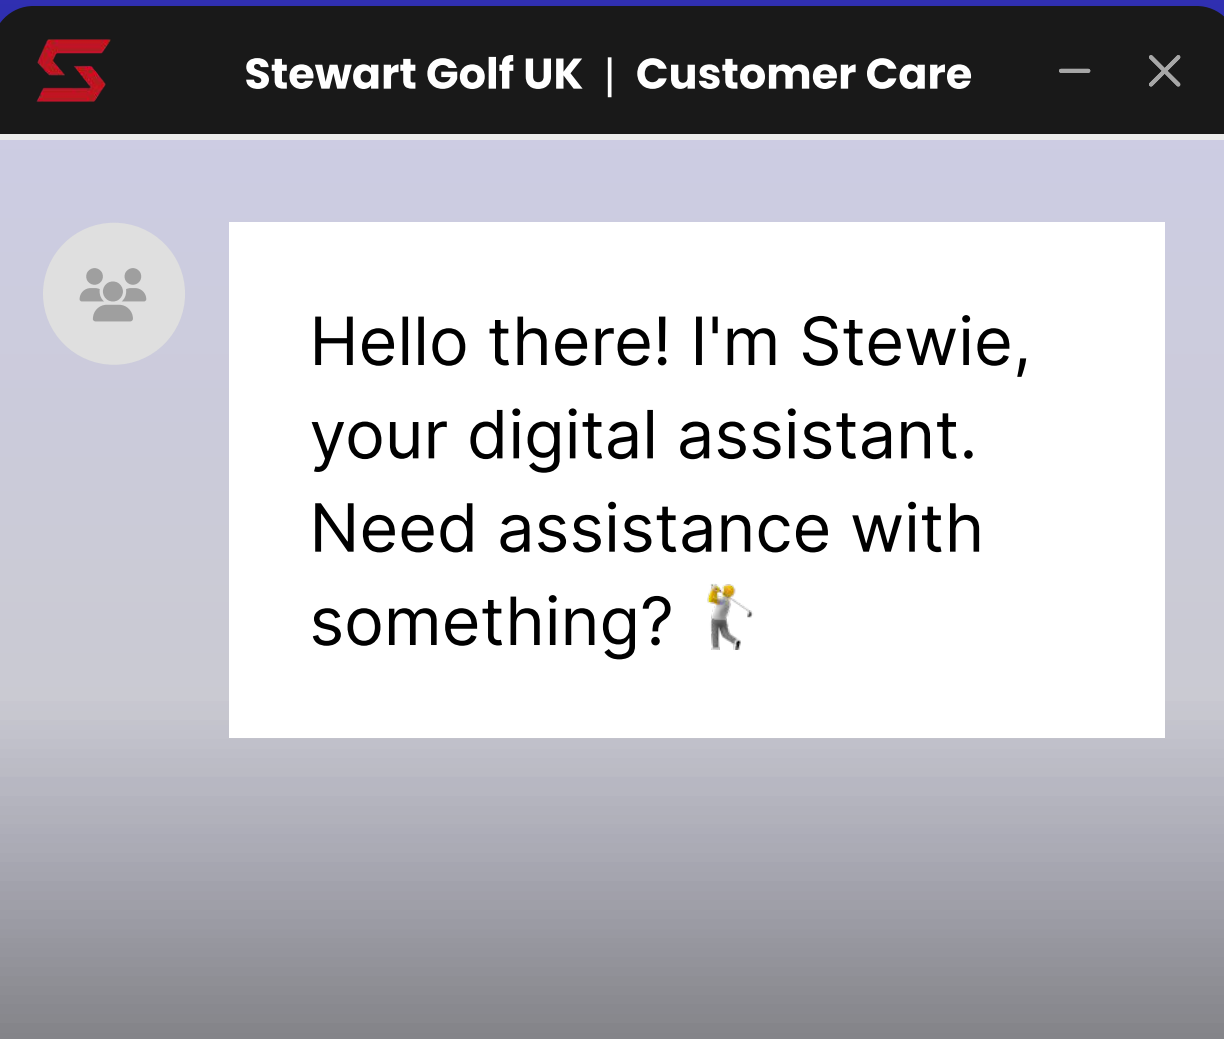 Stewart Golf UK | Customer Care
Hello there! I'm Stewie,
your digital assistant.
Need assistance with
something? 🏌️